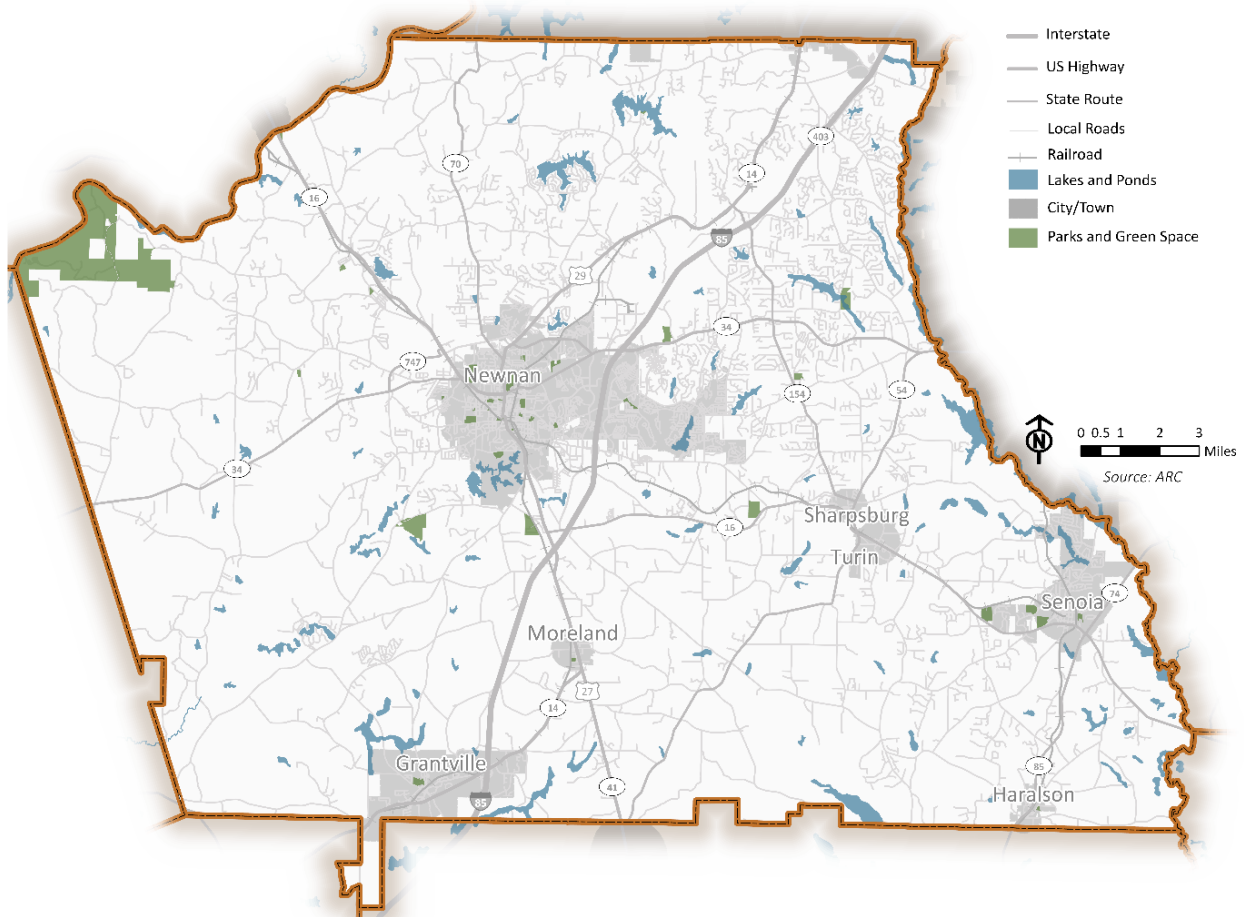 Interstate
US Highway
State Route
Local Roads
Railroad
Lakes and Ponds
City/Town
Parks and Green Space
403
70
14
16
85
29
34
747
Newnan
154
54
N
0 0.5 1 2 3 Miles
Source: ARC
34
Sharpsburg
16
Turin
74
Senoia
Moreland
27
14
Grantville
85
41
85
Haralson